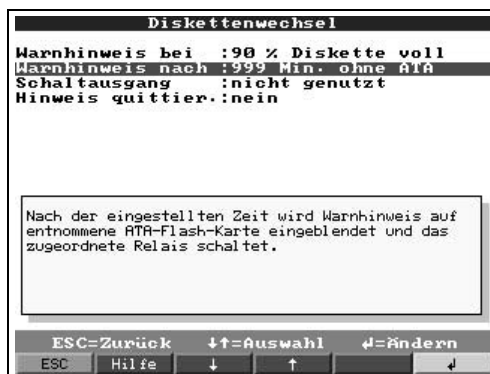 Diskettenwechsel
Warnhinweis bei :90 % Diskette voll
Warnhinweis nach :999 Min. ohne ATA
Schaltausgang :nicht genutzt
Hinweis quittier.:nein
Nach der eingestellten Zeit wird Warnhinweis auf
entnommene ATA-Flash-Karte eingeblendet und das
zugeordnete Relais schaltet.
ESC=Zurück ↓↑=Auswahl ↲=Ändern
ESC Hilfe ↓ ↑ ↲